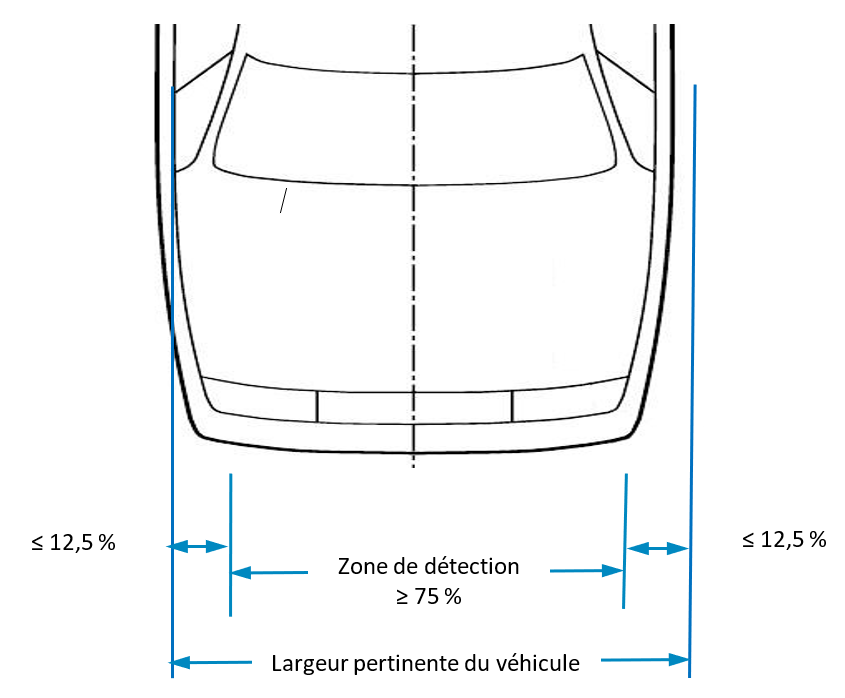 ≤ 12,5 %
≤ 12,5 %
Zone de détection
≥ 75 %
Largeur pertinente du véhicule